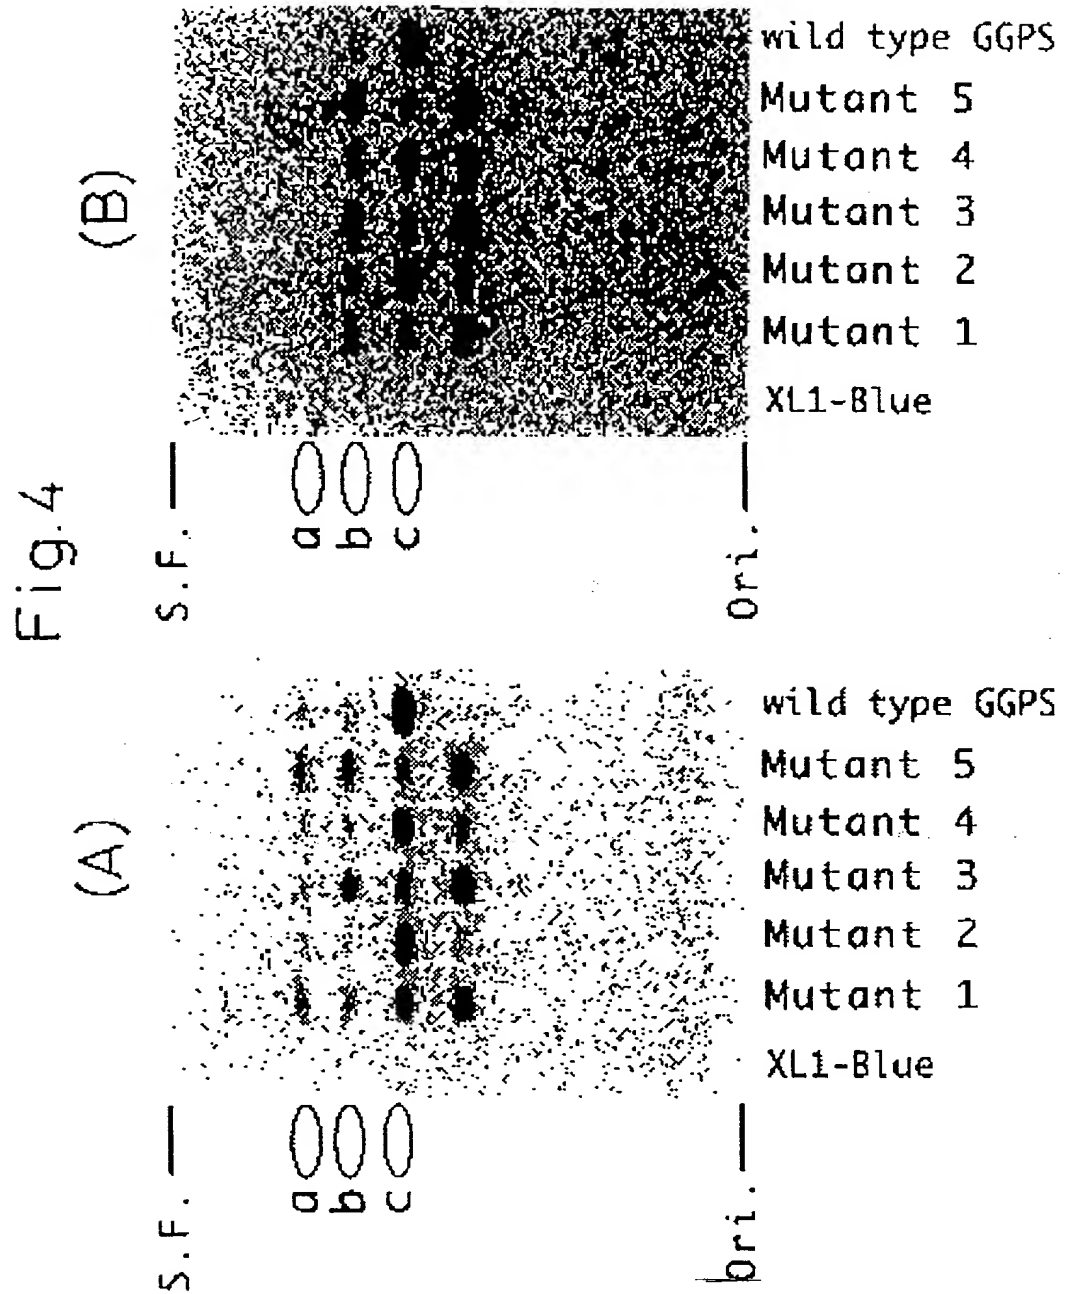 Fig.4
(A)
S.F.
a
b
c
Ori.
XL1-Blue
Mutant 1
Mutant 2
Mutant 3
Mutant 4
Mutant 5
wild type GGPS
(B)
S.F.
a
b
c
Ori.
XL1-Blue
Mutant 1
Mutant 2
Mutant 3
Mutant 4
Mutant 5
wild type GGPS